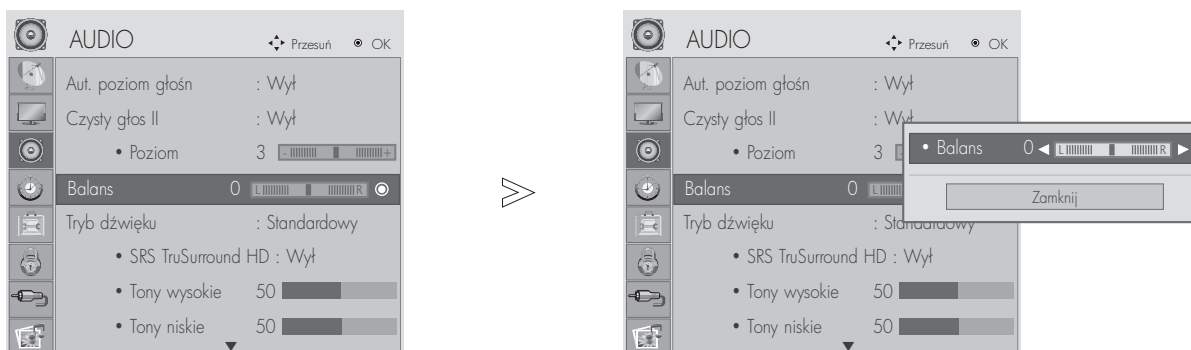 AUDIO
Przesuń OK
Aut. poziom głośn : Wył
Czysty głos II : Wył
• Poziom 3 - +
Balans 0 L R
Tryb dźwięku : Standardowy
• SRS TruSurround HD : Wył
• Tony wysokie 50
• Tony niskie 50
AUDIO
Przesuń OK
Aut. poziom głośn : Wył
Czysty głos II : Wył
• Poziom 3 -
Balans 0 L
Tryb dźwięku : Standardowy
• SRS TruSurround HD : Wył
• Tony wysokie 50
• Tony niskie 50
• Balans 0 L R
Zamknij